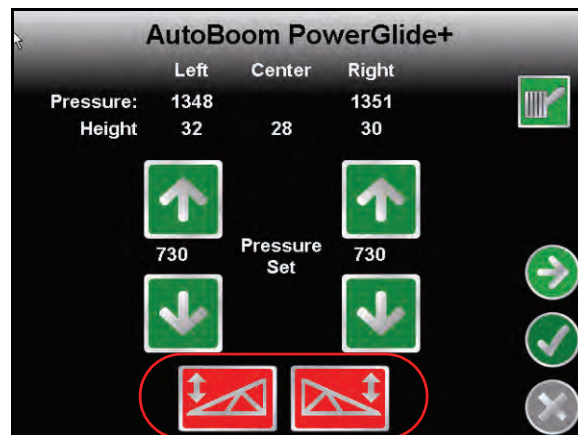 AutoBoom PowerGlide+
Left Center Right
Pressure: 1348 1351
Height 32 28 30
730 Pressure Set 730